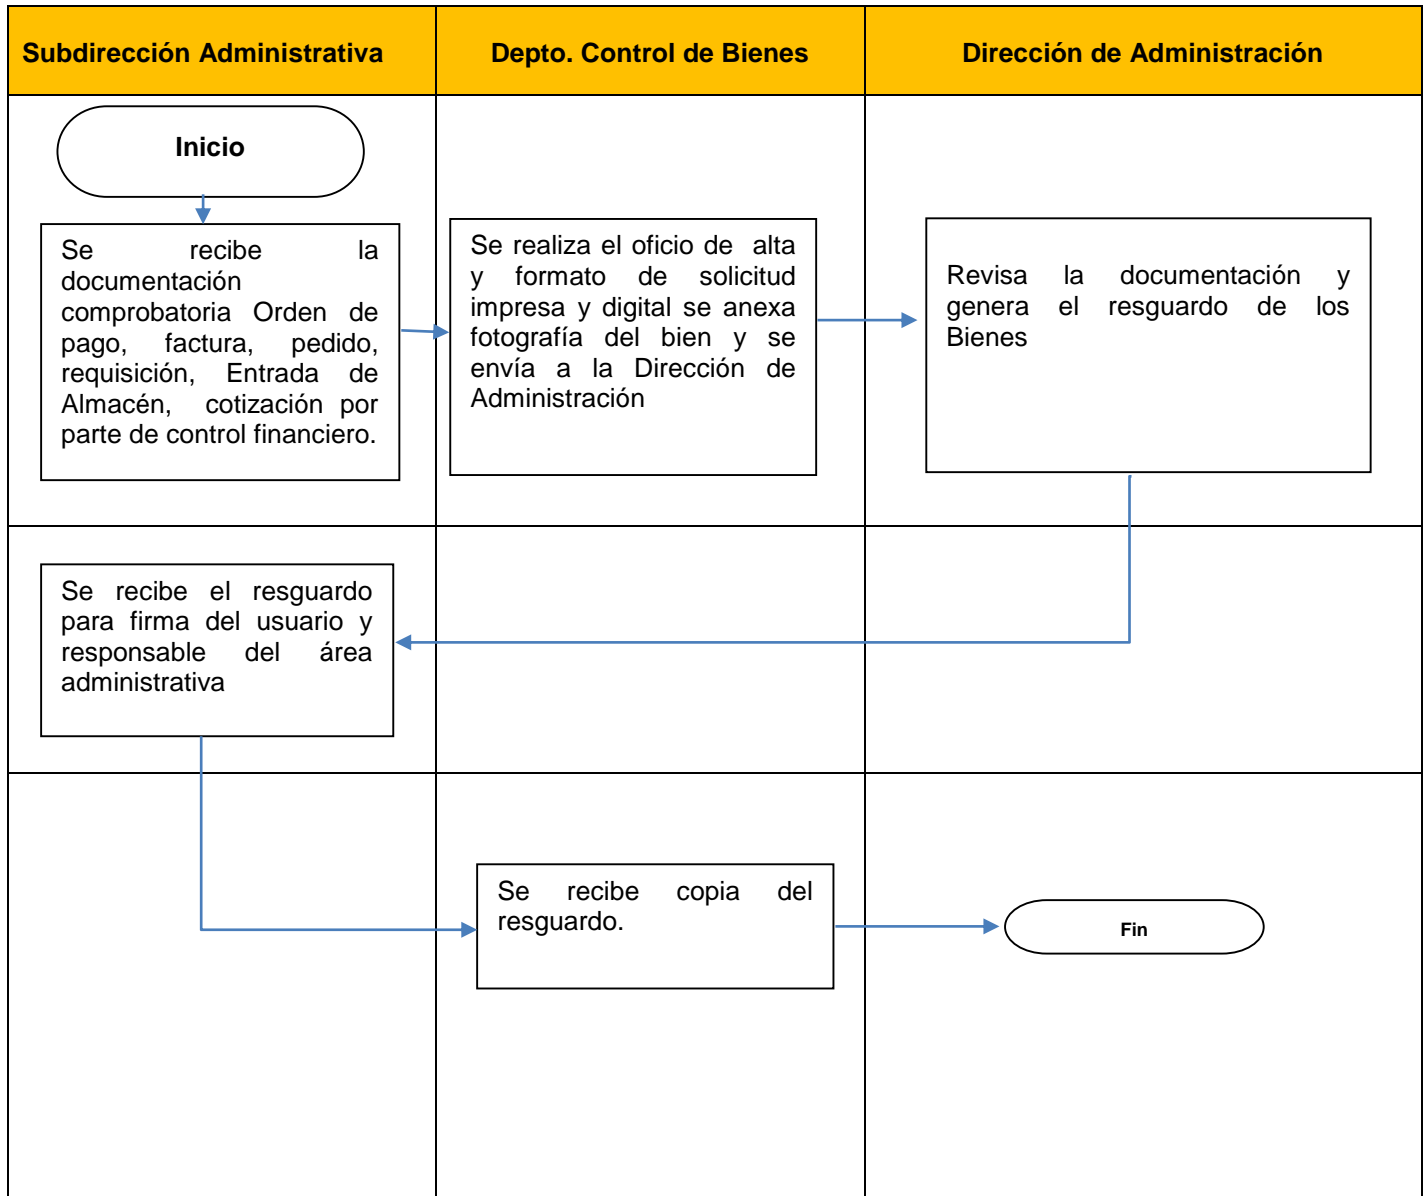 Subdirección Administrativa
Depto. Control de Bienes
Dirección de Administración
Inicio
Se recibe la
documentación
comprobatoria Orden de
pago, factura, pedido,
requisición, Entrada de
Almacén, cotización por
parte de control financiero.
Se realiza el oficio de alta
y formato de solicitud
impresa y digital se anexa
fotografía del bien y se
envía a la Dirección de
Administración
Revisa la documentación y
genera el resguardo de los
Bienes
Se recibe el resguardo
para firma del usuario y
responsable del área
administrativa
Se recibe copia del
resguardo.
Fin